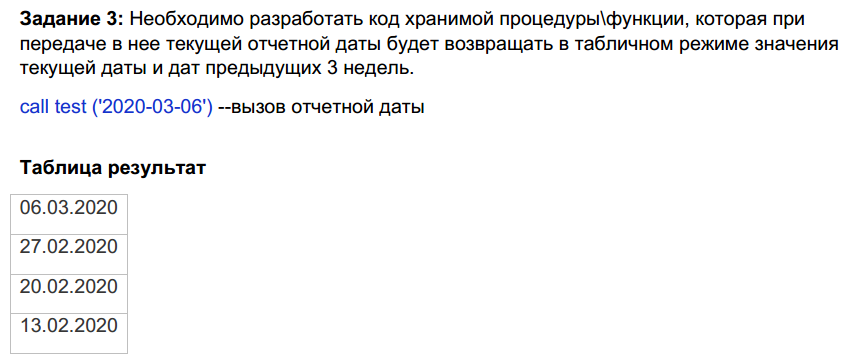 Задание 3: Необходимо разработать код хранимой процедуры\функции, которая при
передаче в нее текущей отчетной даты будет возвращать в табличном режиме значения
текущей даты и дат предыдущих 3 недель.
call test ('2020-03-06') --вызов отчетной даты
Таблица результат
06.03.2020
27.02.2020
20.02.2020
13.02.2020